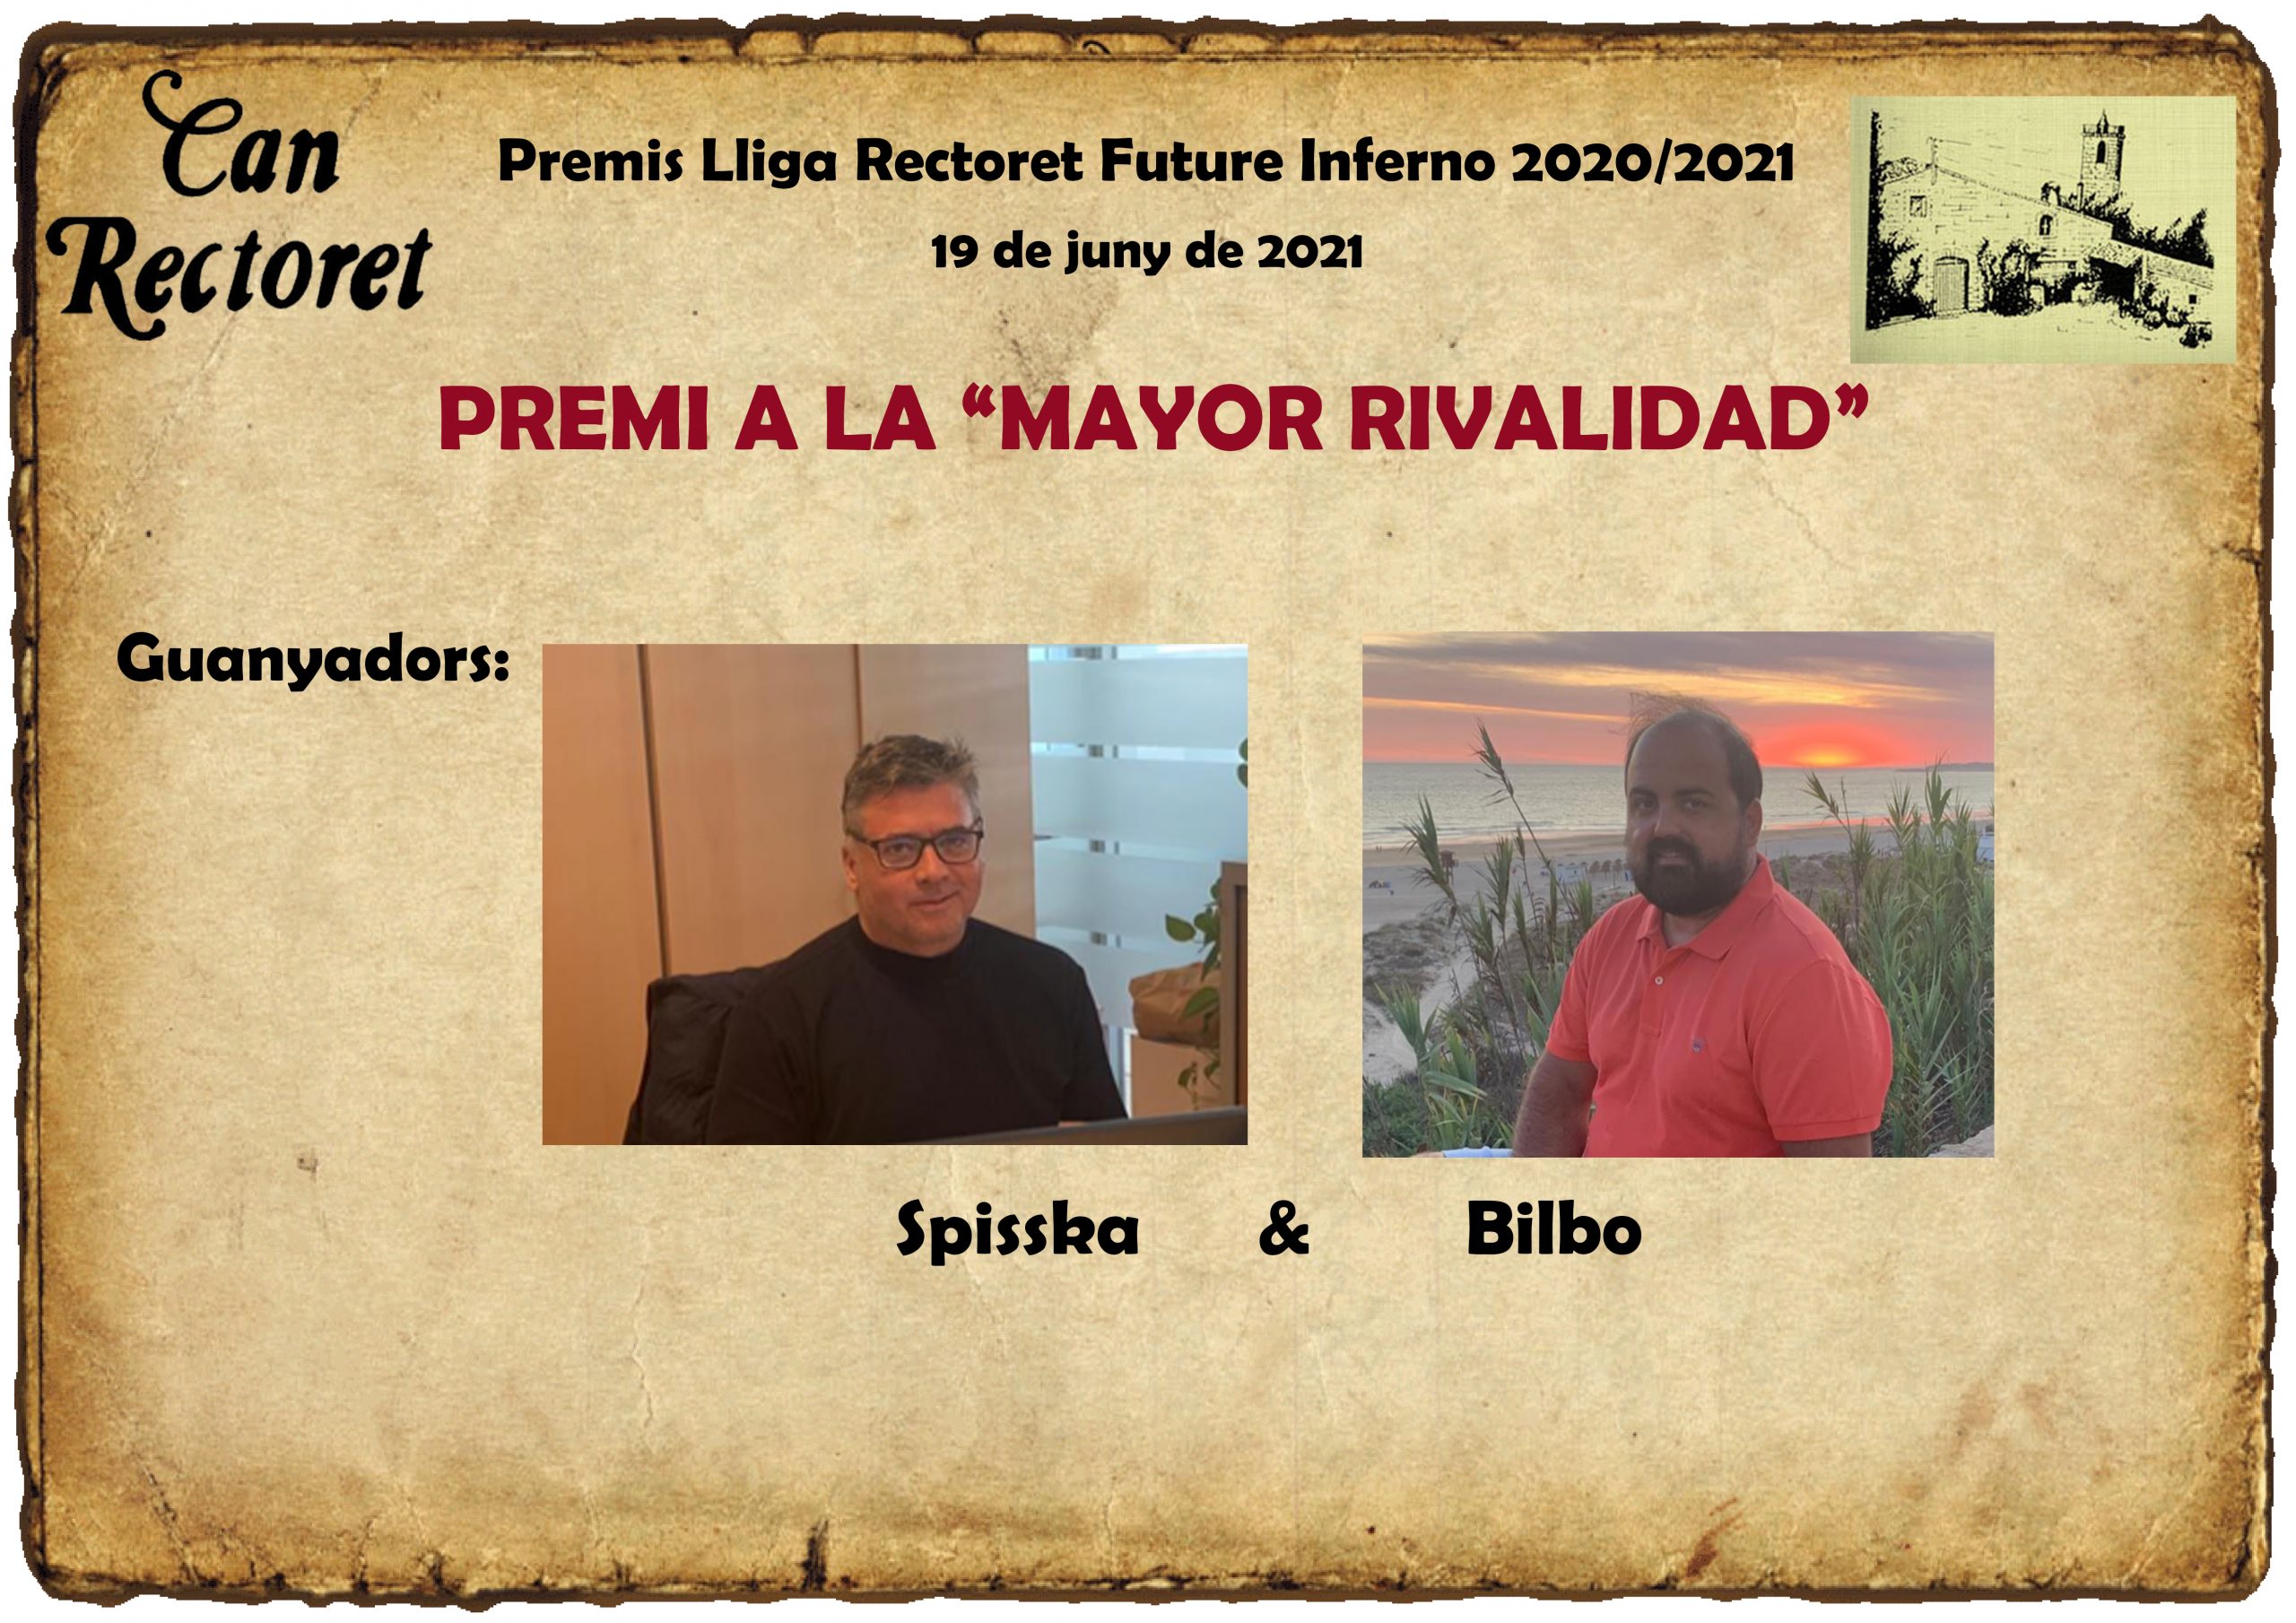 Can
Rectoret
Premis Lliga Rectoret Future Inferno 2020/2021
19 de juny de 2021
PREMI A LA “MAYOR RIVALIDAD”
Guanyadors:
Spisska & Bilbo